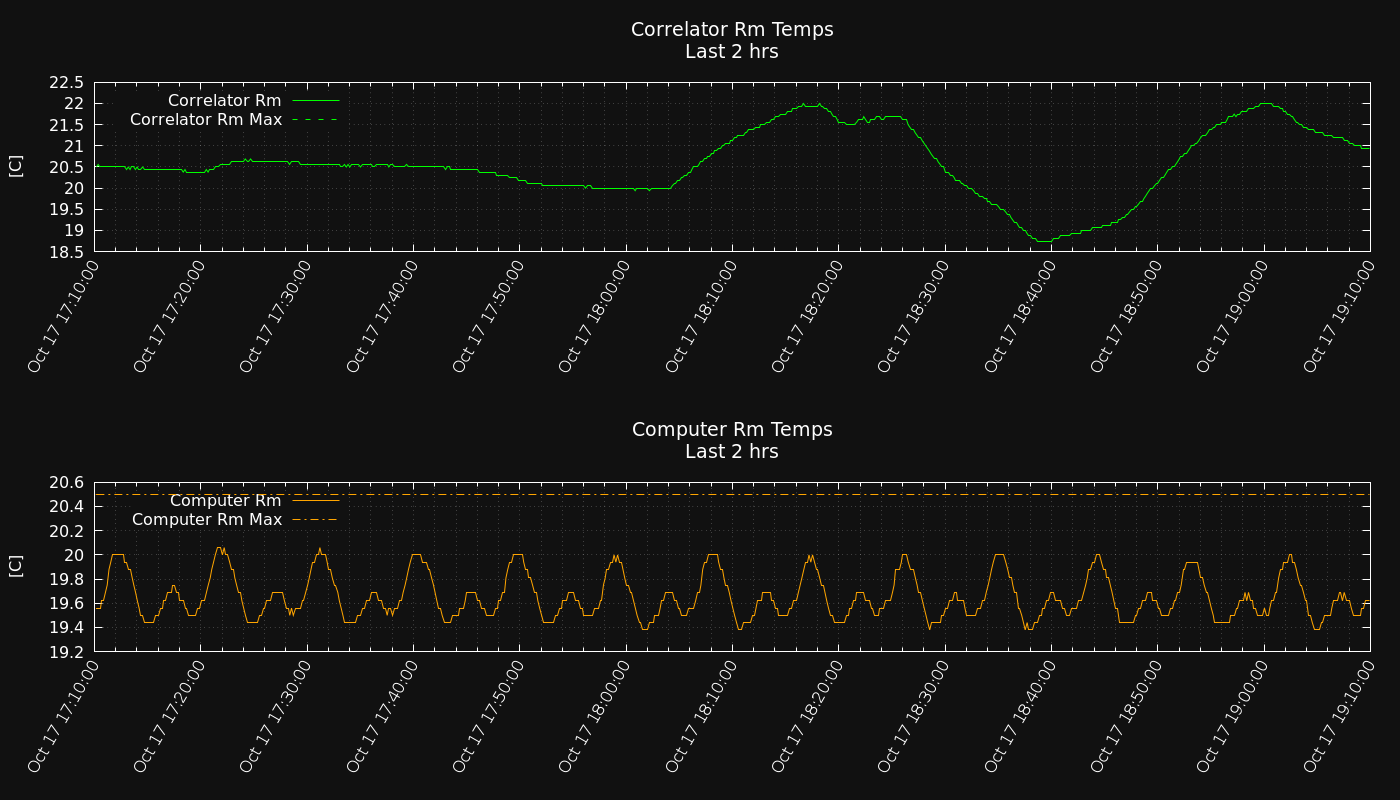 Correlator Rm Temps
Last 2 hrs
22.5
22
21.5
21
20.5
20
19.5
19
18.5
[C]
Correlator Rm
Correlator Rm Max
Oct 17 17:10:00
Oct 17 17:20:00
Oct 17 17:30:00
Oct 17 17:40:00
Oct 17 17:50:00
Oct 17 18:00:00
Oct 17 18:10:00
Oct 17 18:20:00
Oct 17 18:30:00
Oct 17 18:40:00
Oct 17 18:50:00
Oct 17 19:00:00
Oct 17 19:10:00
Computer Rm Temps
Last 2 hrs
20.6
20.4
20.2
20
19.8
19.6
19.4
19.2
[C]
Computer Rm
Computer Rm Max
Oct 17 17:10:00
Oct 17 17:20:00
Oct 17 17:30:00
Oct 17 17:40:00
Oct 17 17:50:00
Oct 17 18:00:00
Oct 17 18:10:00
Oct 17 18:20:00
Oct 17 18:30:00
Oct 17 18:40:00
Oct 17 18:50:00
Oct 17 19:00:00
Oct 17 19:10:00